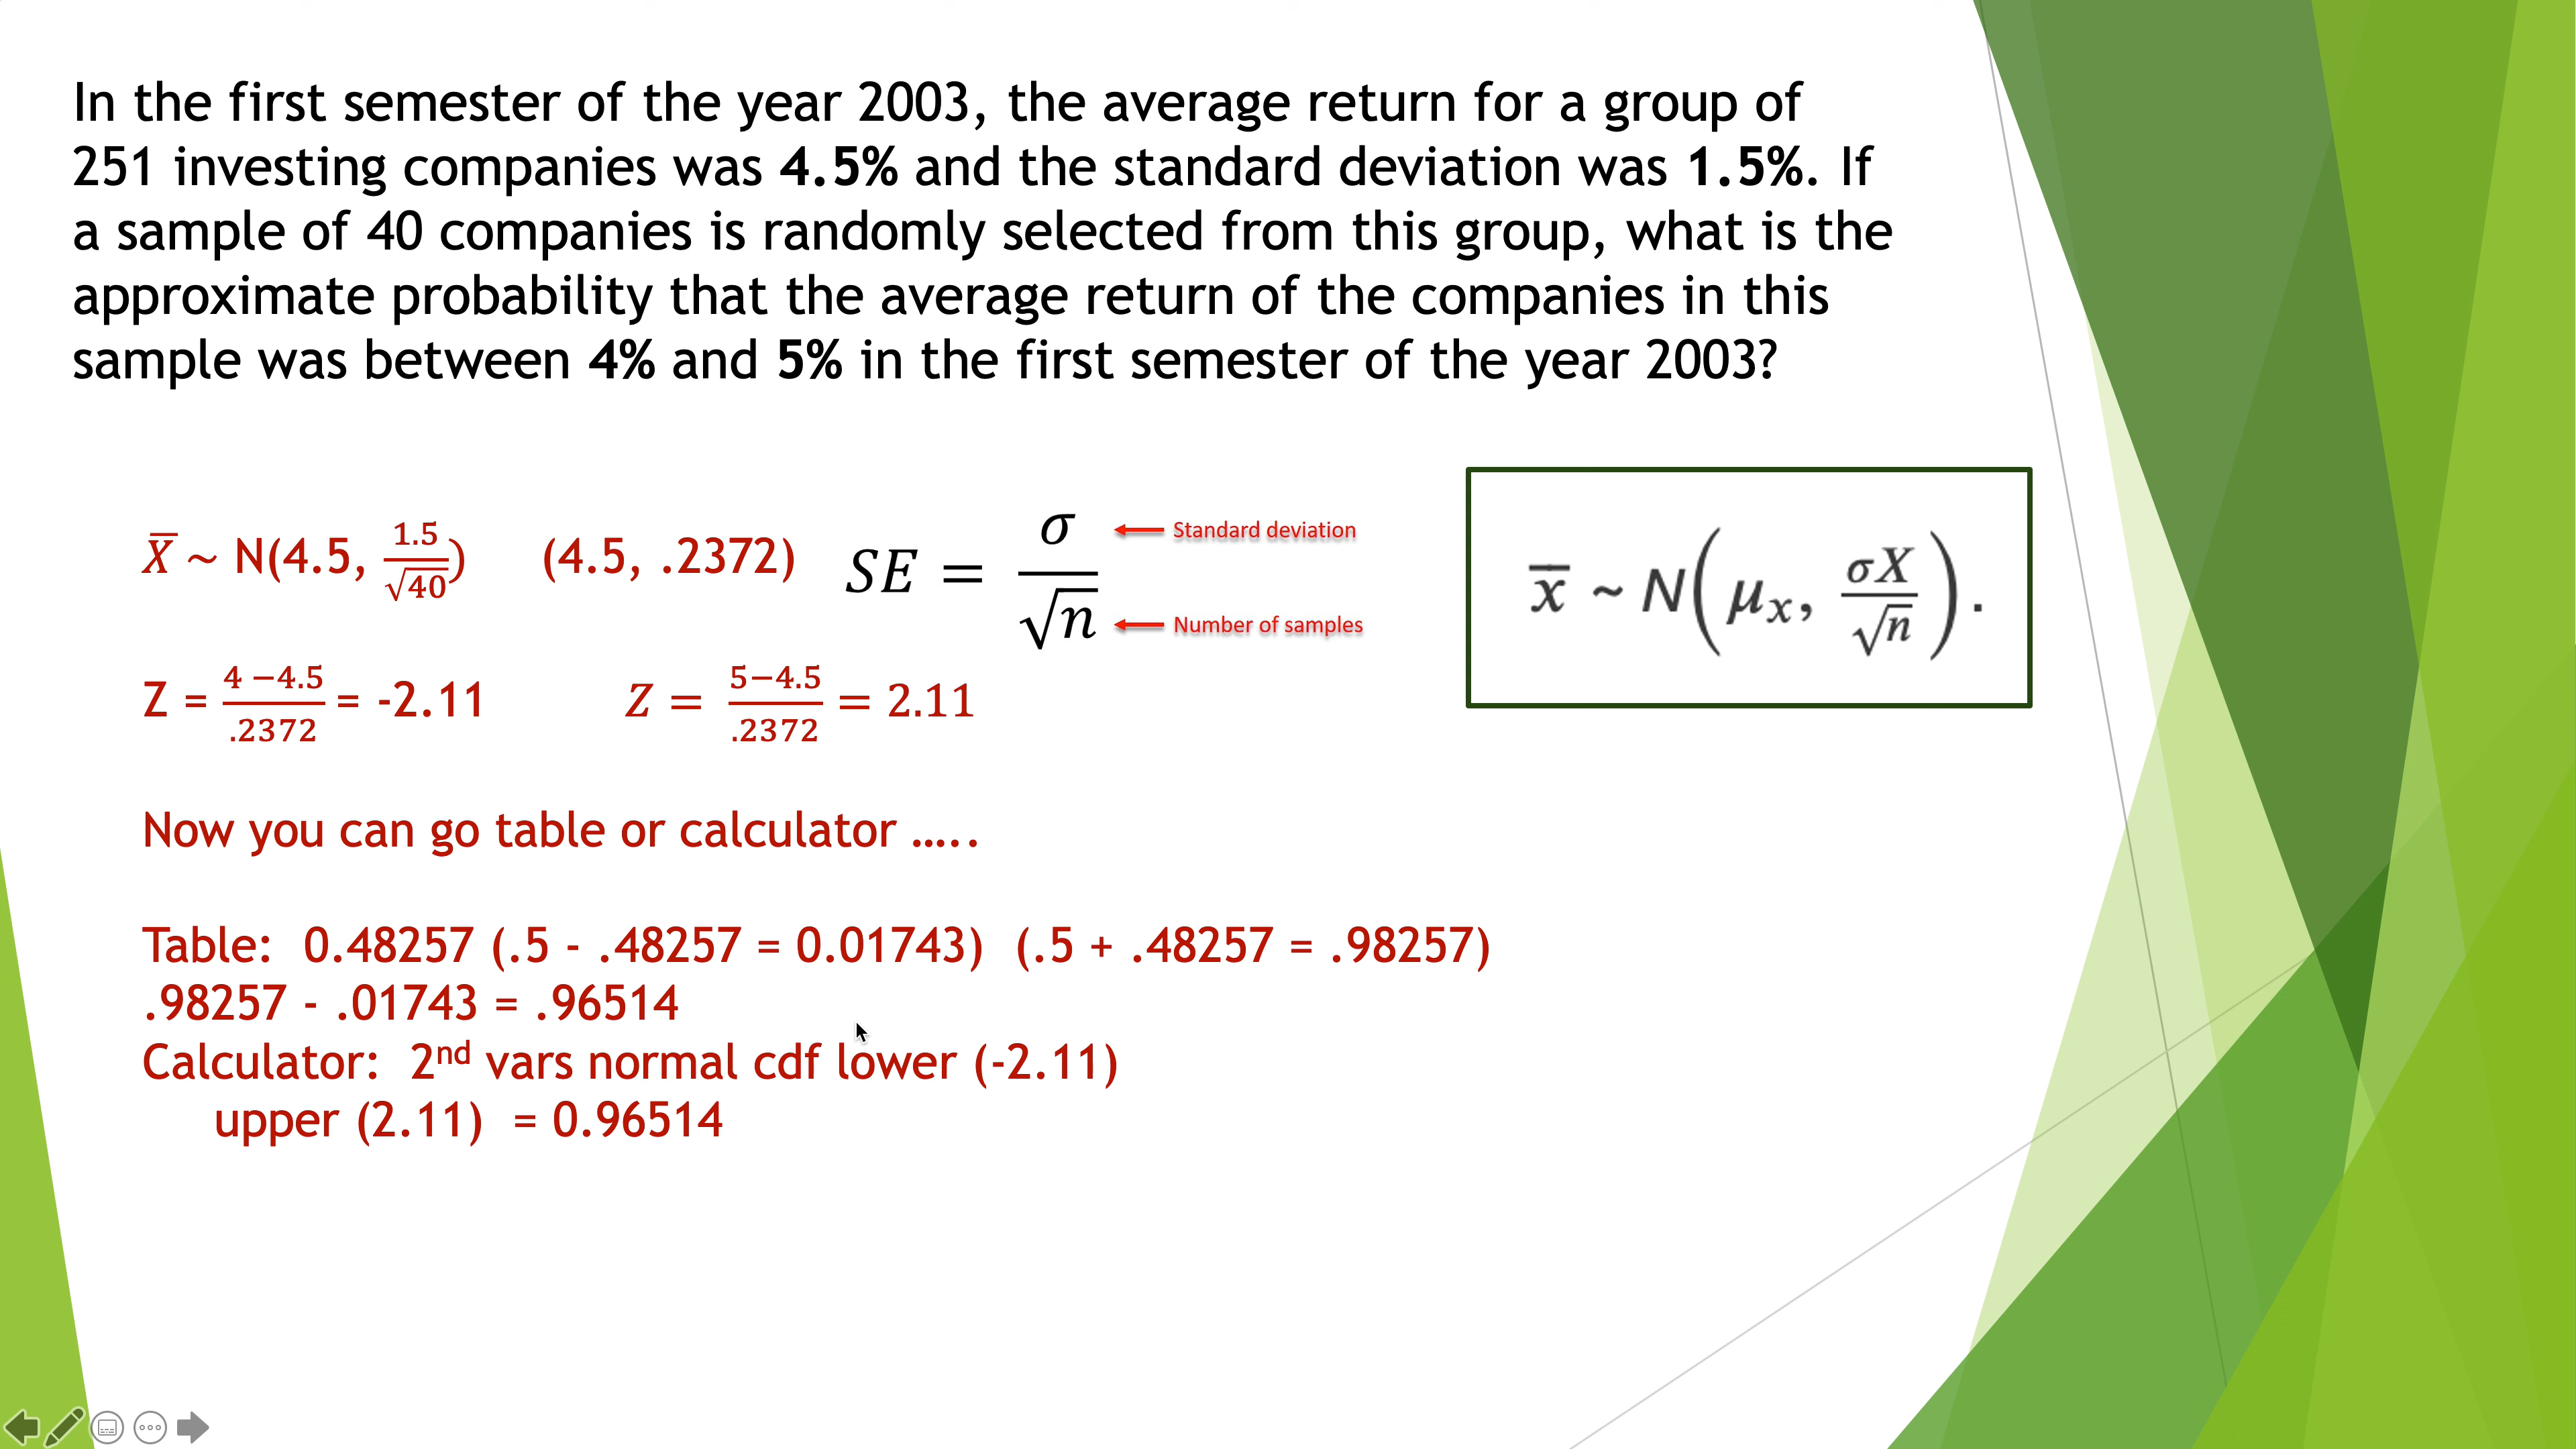 In the first semester of the year 2003, the average return for a group of
251 investing companies was 4.5% and the standard deviation was 1.5%. If
a sample of 40 companies is randomly selected from this group, what is the
approximate probability that the average return of the companies in this
sample was between 4% and 5% in the first semester of the year 2003?
X̅ ~ N(4.5, 1.5/√40) (4.5, .2372)
SE = σ/√n
Standard deviation
Number of samples
x̅ ~ N(μx, σX/√n).
Z = (4 −4.5)/.2372 = -2.11 Z = (5−4.5)/.2372 = 2.11
Now you can go table or calculator …..
Table: 0.48257 (.5 - .48257 = 0.01743) (.5 + .48257 = .98257)
.98257 - .01743 = .96514
Calculator: 2nd vars normal cdf lower (-2.11)
upper (2.11) = 0.96514